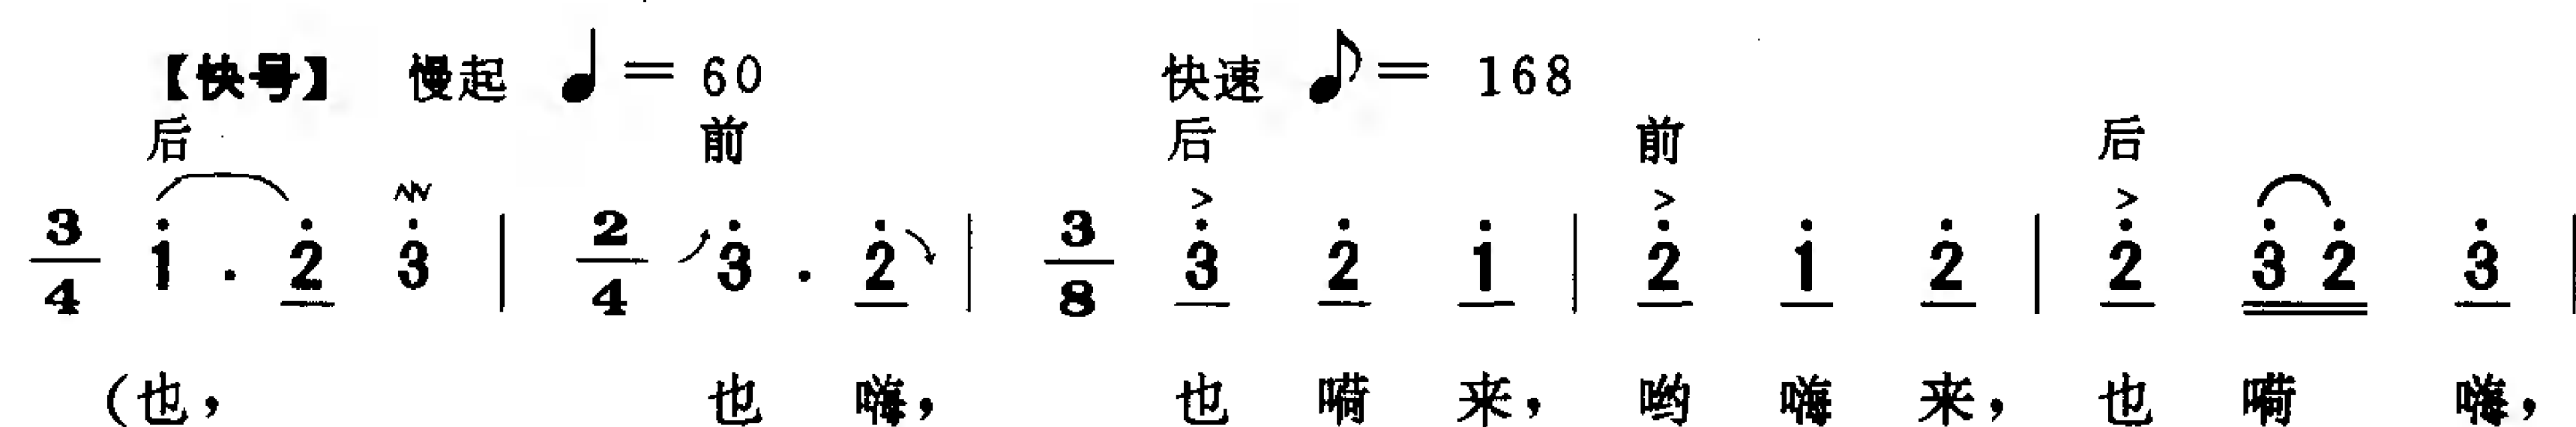 【快号】 慢起 ♩= 60 快速 ♪= 168
后 前 后 前 后
3/4 1̇ . 2̇ 3̇ | 2/4 3̇ . 2̇ | 3/8 3̇ 2̇ 1̇ | 2̇ 1̇ 2̇ | 2̇ 3̇ 2̇ 3̇ |
(也， 也 嗨， 也 嗬 来， 哟 嗨 来， 也 嗬 嗨，